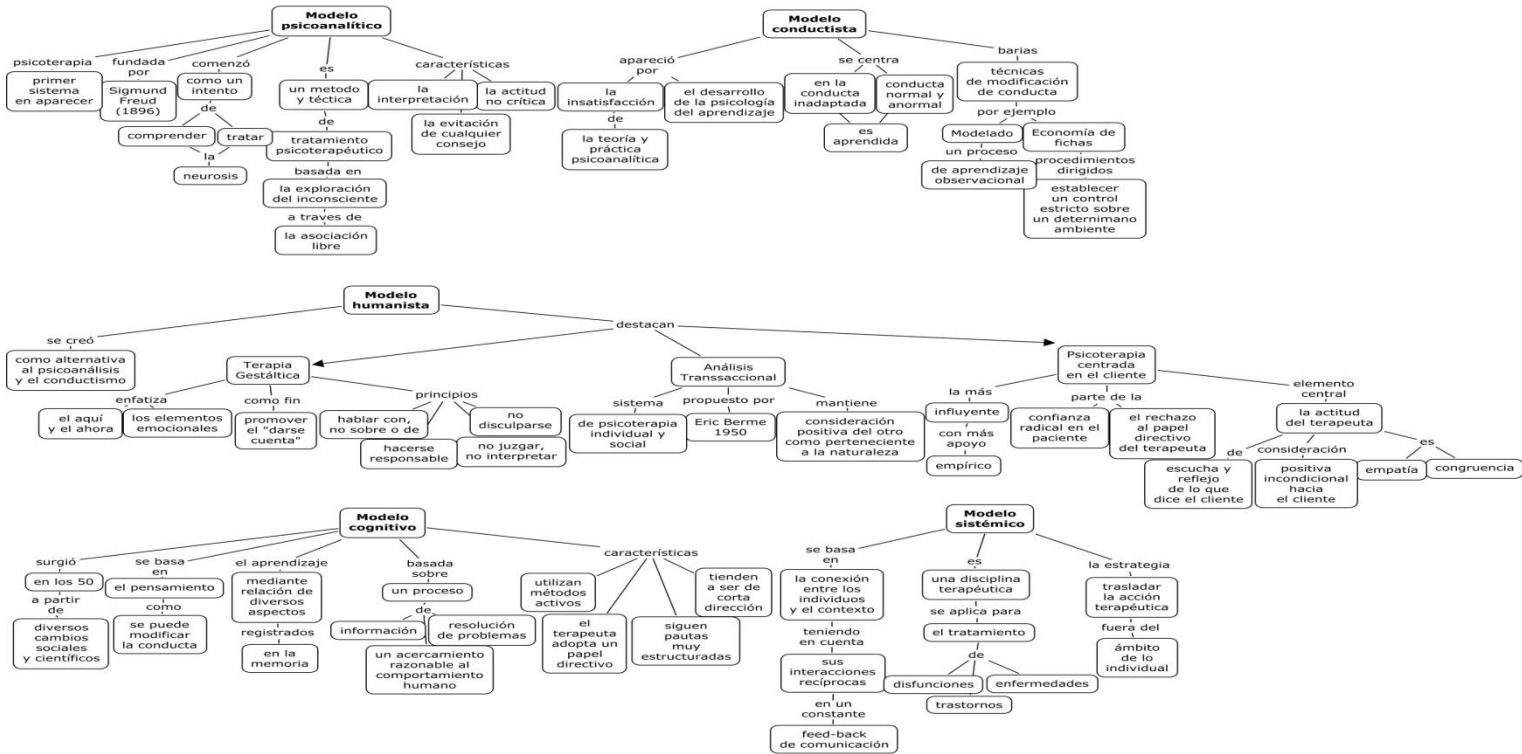 Modelo
psicoanalítico
psicoterapia
primer
sistema
en aparecer
fundada
por
Sigmund
Freud
(1896)
comenzó
como un
intento
de
comprender
tratar
la
neurosis
es
un metodo
y téctica
de
tratamiento
psicoterapéutico
basada en
la exploración
del inconsciente
a traves de
la asociación
libre
características
la
interpretación
la actitud
no crítica
la evitación
de cualquier
consejo
Modelo
conductista
apareció
por
la
insatisfacción
de
la teoría y
práctica
psicoanalítica
el desarrollo
de la psicología
del aprendizaje
se centra
en la
conducta
inadaptada
conducta
normal y
anormal
es
aprendida
barias
técnicas
de modificación
de conducta
por ejemplo
Modelado
un proceso
de aprendizaje
observacional
Economía de
fichas
procedimientos
dirigidos
establecer
un control
estricto sobre
un deternimano
ambiente
Modelo
humanista
se creó
como alternativa
al psicoanálisis
y el conductismo
destacan
Terapia
Gestáltica
enfatiza
el aquí
y el ahora
los elementos
emocionales
como fin
promover
el "darse
cuenta"
principios
hablar con,
no sobre o de
hacerse
responsable
no juzgar,
no interpretar
no
disculparse
Análisis
Transsaccional
sistema
de psicoterapia
individual y
social
propuesto por
Eric Berme
1950
mantiene
consideración
positiva del otro
como perteneciente
a la naturaleza
Psicoterapia
centrada
en el cliente
la más
influyente
con más
apoyo
empírico
parte de la
confianza
radical en el
paciente
el rechazo
al papel
directivo
del terapeuta
elemento
central
la actitud
del terapeuta
de
escucha y
reflejo
de lo que
dice el cliente
consideración
positiva
incondicional
hacia
el cliente
es
empatía
congruencia
Modelo
cognitivo
surgió
en los 50
a partir
de
diversos
cambios
sociales
y científicos
se basa
en
el pensamiento
como
se puede
modificar
la conducta
el aprendizaje
mediante
relación de
diversos
aspectos
registrados
en la
memoria
basada
sobre
un proceso
de
información
resolución
de problemas
un acercamiento
razonable al
comportamiento
humano
características
utilizan
métodos
activos
el
terapeuta
adopta un
papel
directivo
siguen
pautas
muy
estructuradas
tienden
a ser de
corta
dirección
Modelo
sistémico
se basa
en
la conexión
entre los
individuos
y el contexto
teniendo
en cuenta
sus
interacciones
recíprocas
en un
constante
feed-back
de comunicación
es
una disciplina
terapéutica
se aplica para
el tratamiento
de
disfunciones
trastornos
enfermedades
la estrategia
trasladar
la acción
terapéutica
fuera del
ámbito
de lo
individual